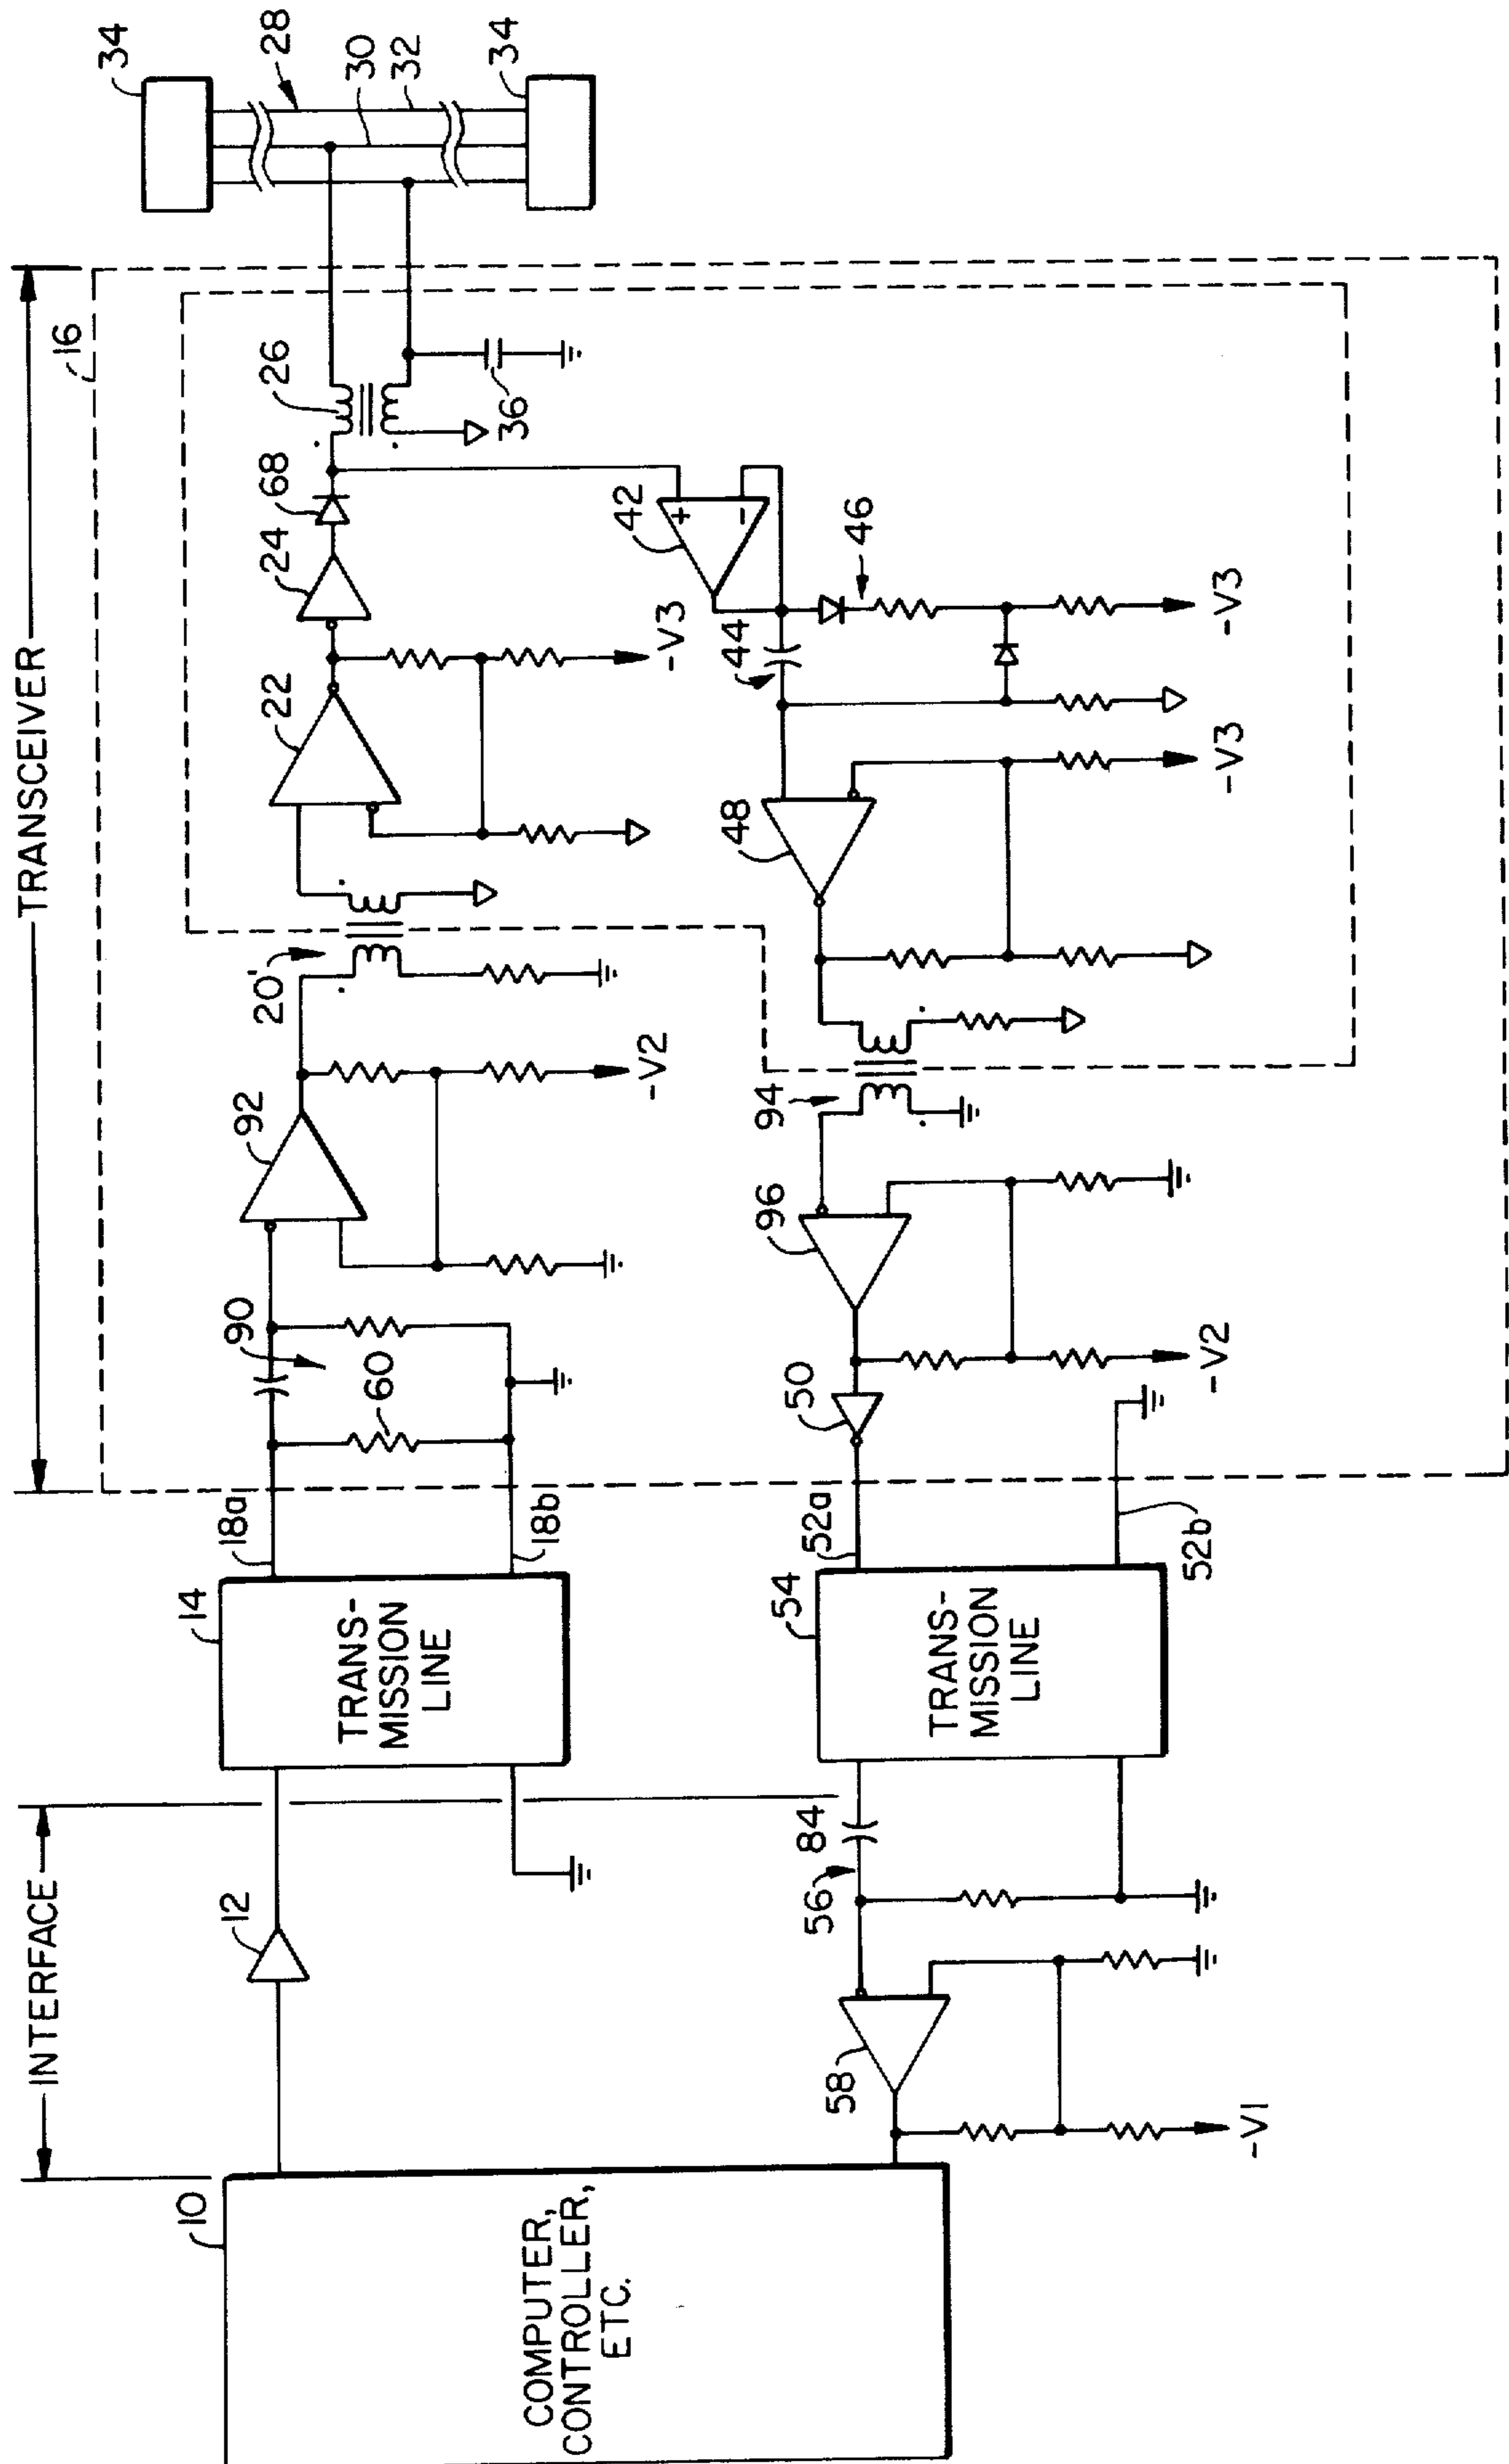 TRANSCEIVER
INTERFACE
16
34
28
30
32
34
26
36
68
24
22
-V3
20'
92
-V2
90
60
18a
18b
14
TRANS-
MISSION
LINE
12
10
COMPUTER,
CONTROLLER,
ETC.
42
+
-
46
44
-V3
48
-V3
94
96
50
-V2
52a
52b
54
TRANS-
MISSION
LINE
84
56
58
-V1